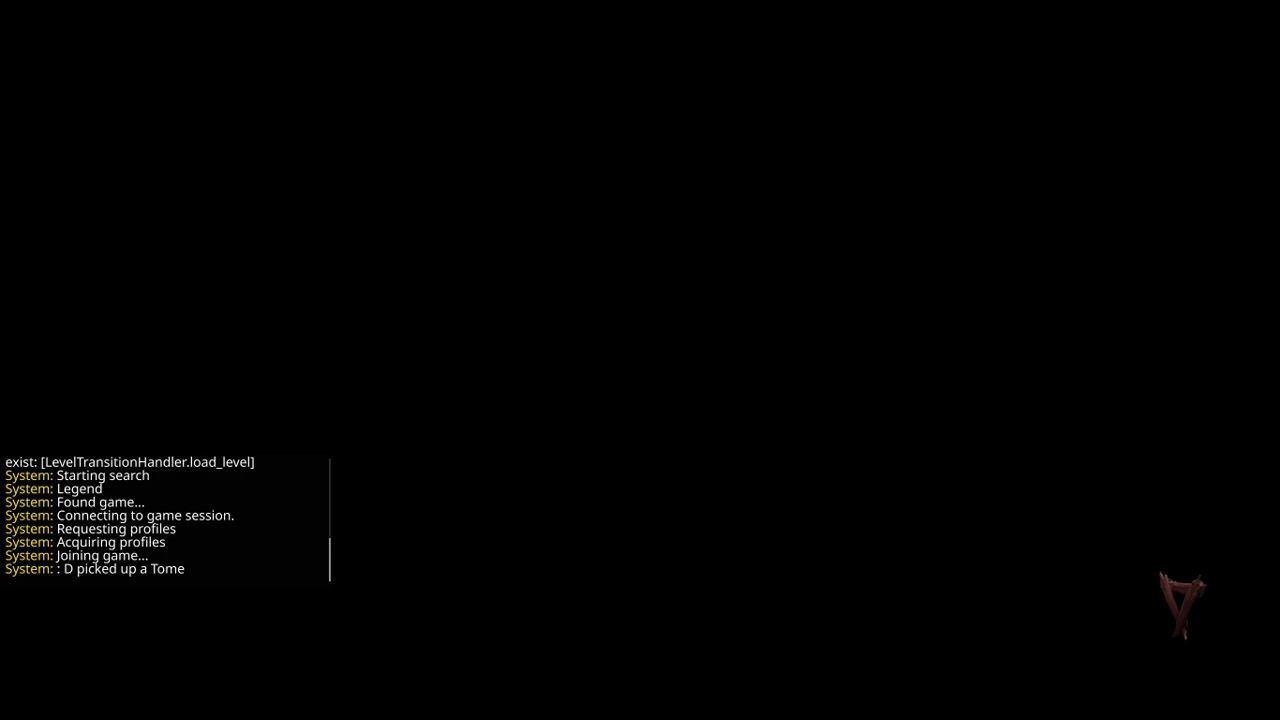 exist: [LevelTransitionHandler.load_level]
System: Starting search
System: Legend
System: Found game...
System: Connecting to game session.
System: Requesting profiles
System: Acquiring profiles
System: Joining game...
System: : D picked up a Tome